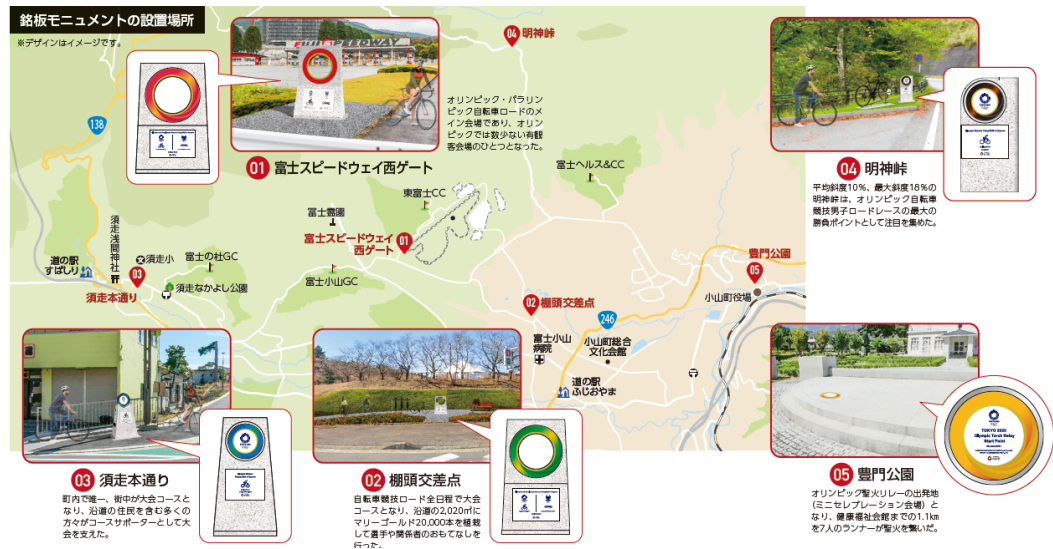 銘板モニュメントの設置場所
※デザインはイメージです。
138
FUJI SPEEDWAY
01 富士スピードウェイ西ゲート
オリンピック・パラリン
ピック自転車ロードのメ
イン会場であり、オリン
ピックでは数少ない有観
客会場のひとつとなった。
04 明神峠
04 明神峠
平均斜度10%、最大斜度18%の
明神峠は、オリンピック自転車
競技男子ロードレースの最大の
勝負ポイントとして注目を集めた。
富士ヘルス&CC
東富士CC
富士霊園
富士スピードウェイ
西ゲート
01
須走浅間神社
須走小
富士の杜GC
道の駅
すばしり
03
須走本通り
須走なかよし公園
富士小山GC
豊門公園
05
小山町役場
02 棚頭交差点
246
富士小山
病院
小山町総合
文化会館
道の駅
ふじおやま
03 須走本通り
町内で唯一、街中が大会コースと
なり、沿道の住民を含む多くの
方々がコースサポーターとして大
会を支えた。
02 棚頭交差点
自転車競技ロード全日程で大会
コースとなり、沿道の2,020㎡に
マリーゴールド20,000本を植栽
して選手や関係者のおもてなしを
行った。
TOKYO 2020
Olympic Torch Relay
Start Point
05 豊門公園
オリンピック聖火リレーの出発地
(ミニセレブレーション会場)と
なり、健康福祉会館までの1.1km
を7人のランナーが聖火を繋いだ。